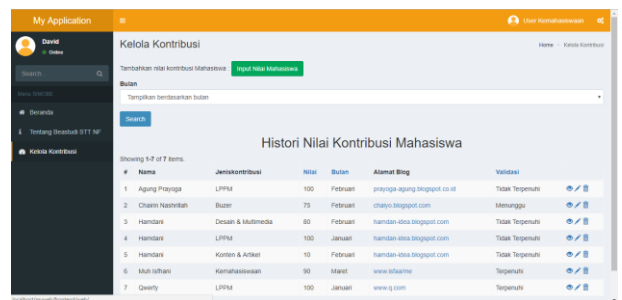 My Application
User Kemahasiswaan
David
Online
Search...
Menu SIMOBE
Beranda
Tentang Beastudi STT NF
Kelola Kontribusi
Kelola Kontribusi
Home
Kelola Kontribusi
Tambahkan nilai kontribusi Mahasiswa : Input Nilai Mahasiswa
Bulan
Tampilkan berdasarkan bulan
Search
Histori Nilai Kontribusi Mahasiswa
Showing 1-7 of 7 items.
# Nama Jeniskontribusi Nilai Bulan Alamat Blog Validasi
1 Agung Prayoga LPPM 100 Februari prayoga-agung.blogspot.co.id Tidak Terpenuhi
2 Chairin Nashrillah Buzer 75 Februari chaiyo.blogspot.com Menunggu
3 Hamdani Desain & Multimedia 80 Februari hamdan-idea.blogspot.com Tidak Terpenuhi
4 Hamdani LPPM 100 Januari hamdan-idea.blogspot.com Tidak Terpenuhi
5 Hamdani Konten & Artikel 10 Februari hamdan-idea.blogspot.com Tidak Terpenuhi
6 Muh Isfhani Kemahasiswaan 90 Maret Terpenuhi
7 Qwerty LPPM 100 Januari www.q.com Terpenuhi